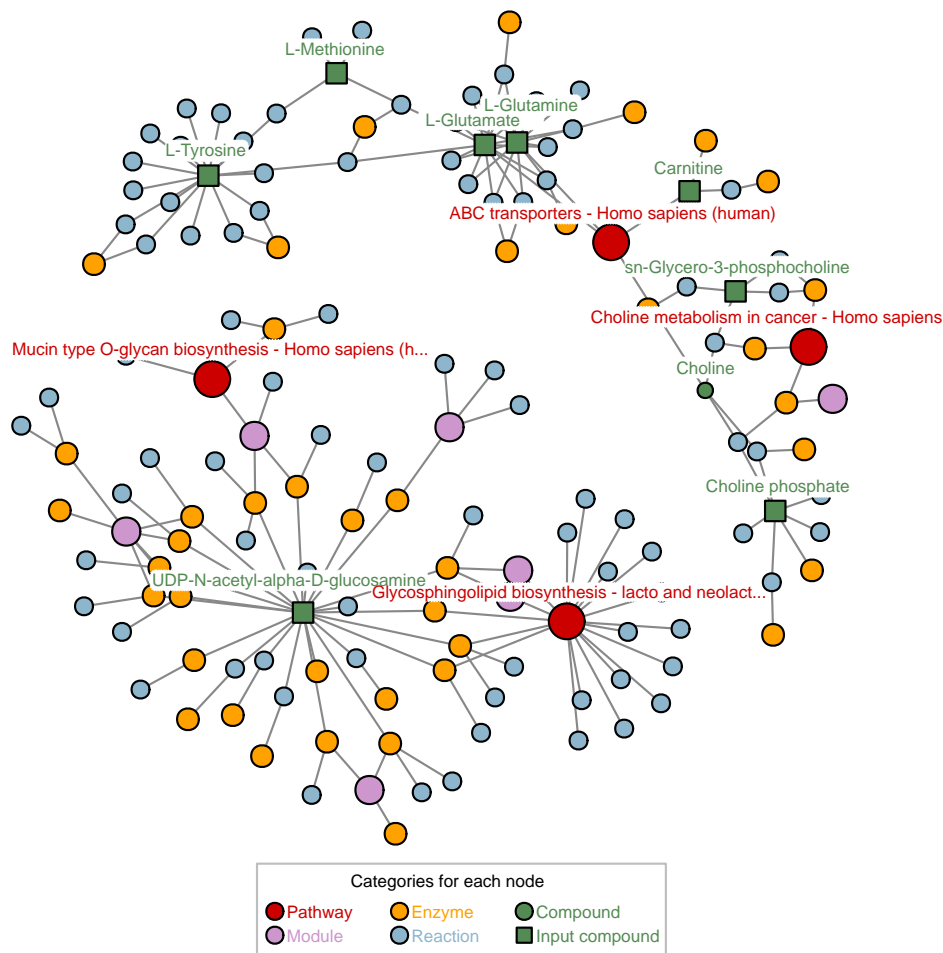 L-Methionine
L-Glutamine
L-Glutamate
L-Tyrosine
Carnitine
ABC transporters - Homo sapiens (human)
sn-Glycero-3-phosphocholine
Choline metabolism in cancer - Homo sapiens
Mucin type O-glycan biosynthesis - Homo sapiens (h...
Choline
Choline phosphate
UDP-N-acetyl-alpha-D-glucosamine
Glycosphingolipid biosynthesis - lacto and neolact...
Categories for each node
Pathway Enzyme Compound
Module Reaction Input compound